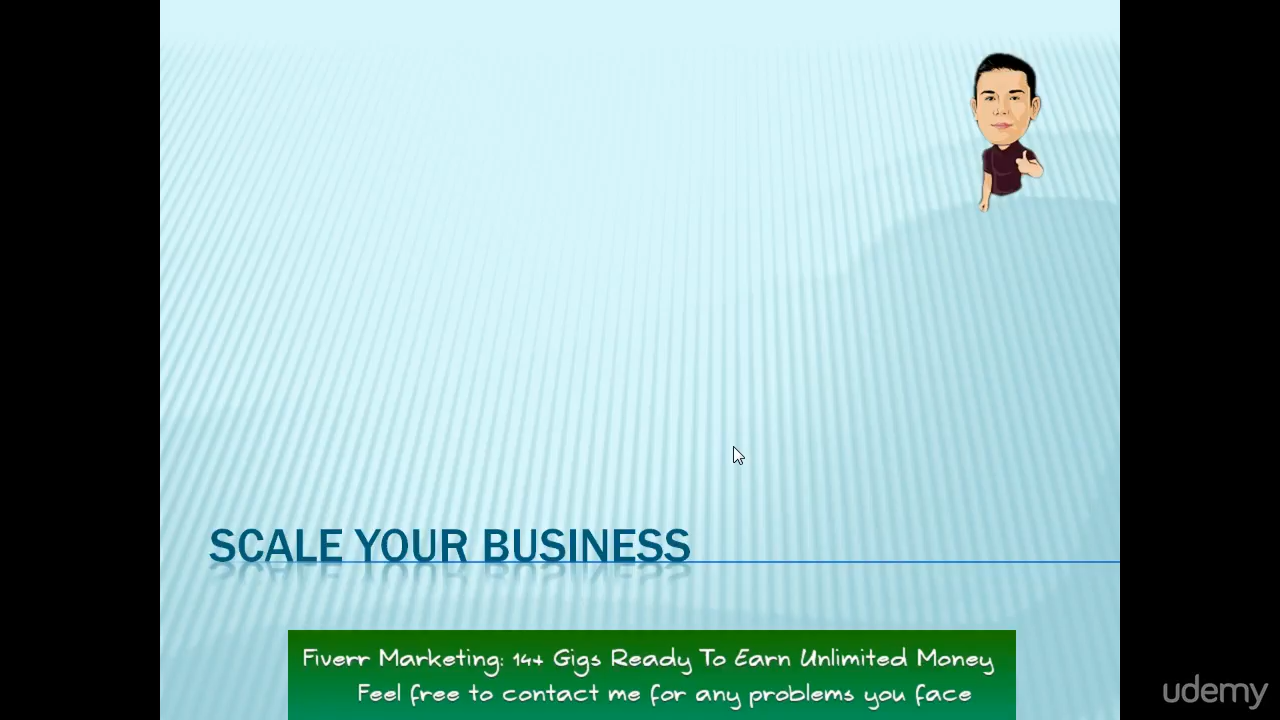 SCALE YOUR BUSINESS
Fiverr Marketing: 14+ Gigs Ready To Earn Unlimited Money
Feel free to contact me for any problems you face
udemy